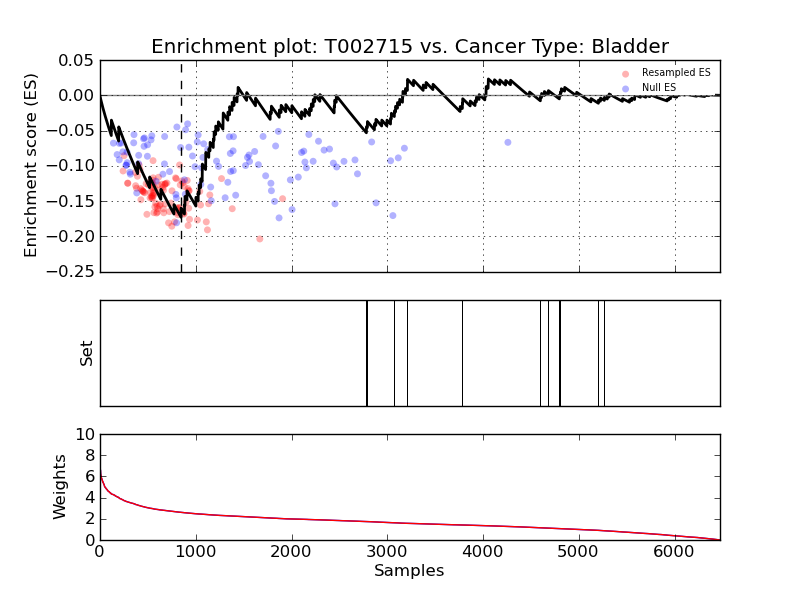 Enrichment plot: T002715 vs. Cancer Type: Bladder
Enrichment score (ES)
0.05
0.00
−0.05
−0.10
−0.15
−0.20
−0.25
Resampled ES
Null ES
Set
Weights
10
8
6
4
2
0
0 1000 2000 3000 4000 5000 6000
Samples